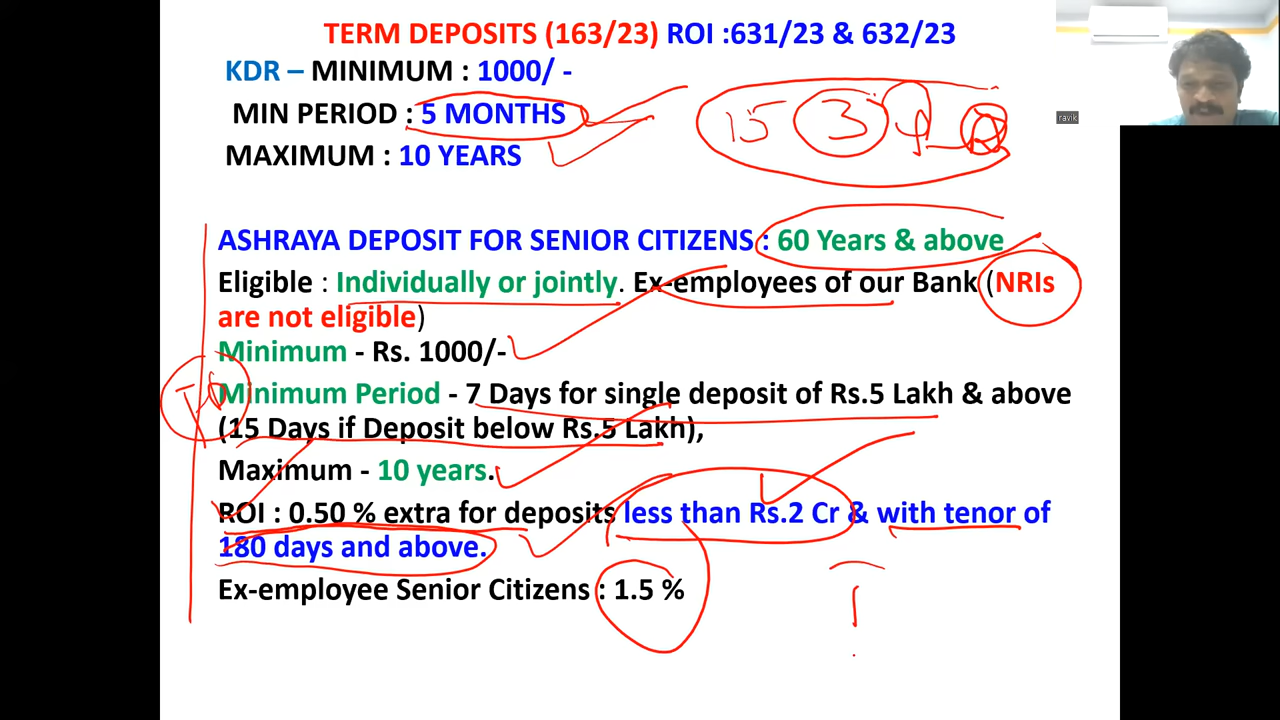 TERM DEPOSITS (163/23) ROI :631/23 & 632/23
KDR – MINIMUM : 1000/ -
MIN PERIOD : 5 MONTHS
15 3
MAXIMUM : 10 YEARS
ravik
ASHRAYA DEPOSIT FOR SENIOR CITIZENS : 60 Years & above
Eligible : Individually or jointly. Ex-employees of our Bank (NRIs
are not eligible)
Minimum - Rs. 1000/-
Minimum Period - 7 Days for single deposit of Rs.5 Lakh & above
(15 Days if Deposit below Rs.5 Lakh),
Maximum - 10 years.
ROI : 0.50 % extra for deposits less than Rs.2 Cr & with tenor of
180 days and above.
Ex-employee Senior Citizens : 1.5 %